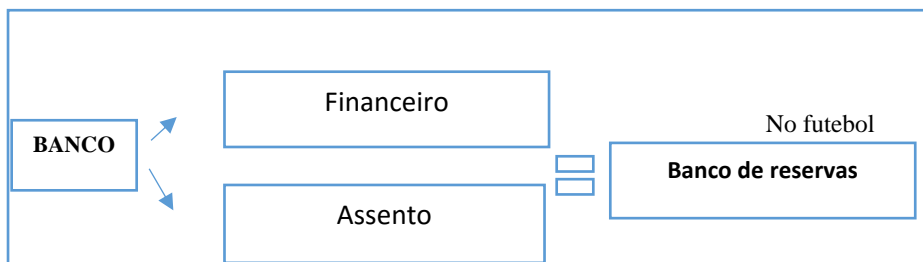 BANCO
Financeiro
Assento
No futebol
Banco de reservas